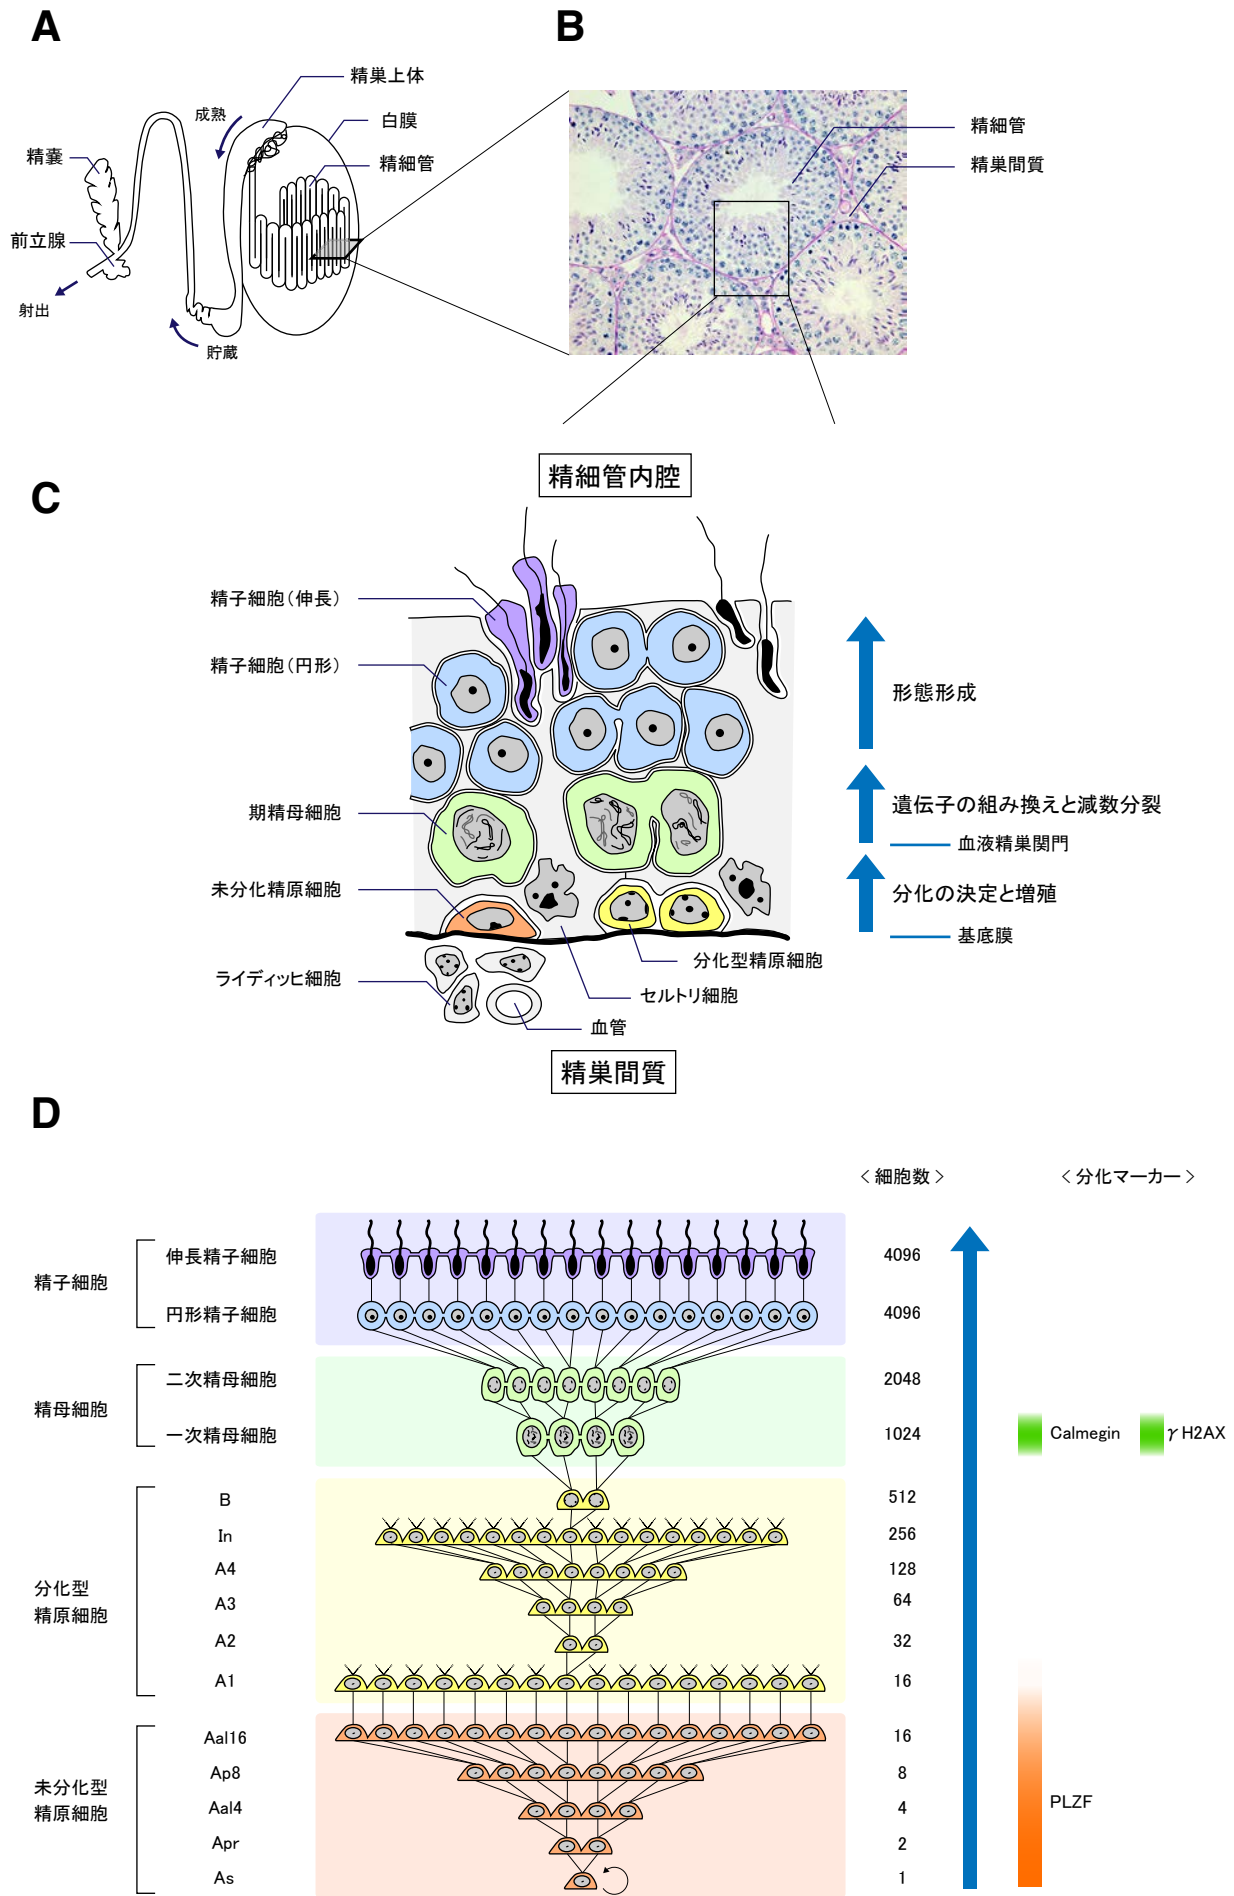 A
精巣上体
成熟
白膜
精嚢
精細管
前立腺
射出
貯蔵
B
精細管
精巣間質
精細管内腔
C
精子細胞（伸長）
精子細胞（円形）
形態形成
期精母細胞
遺伝子の組み換えと減数分裂
血液精巣関門
未分化精原細胞
分化の決定と増殖
基底膜
分化型精原細胞
ライディッヒ細胞
セルトリ細胞
血管
精巣間質
D
＜細胞数＞
＜分化マーカー＞
精子細胞
伸長精子細胞
4096
円形精子細胞
4096
精母細胞
二次精母細胞
2048
一次精母細胞
1024
Calmegin
γH2AX
分化型
精原細胞
B
512
In
256
A4
128
A3
64
A2
32
A1
16
未分化型
精原細胞
Aal16
16
Ap8
8
Aal4
4
PLZF
Apr
2
As
1